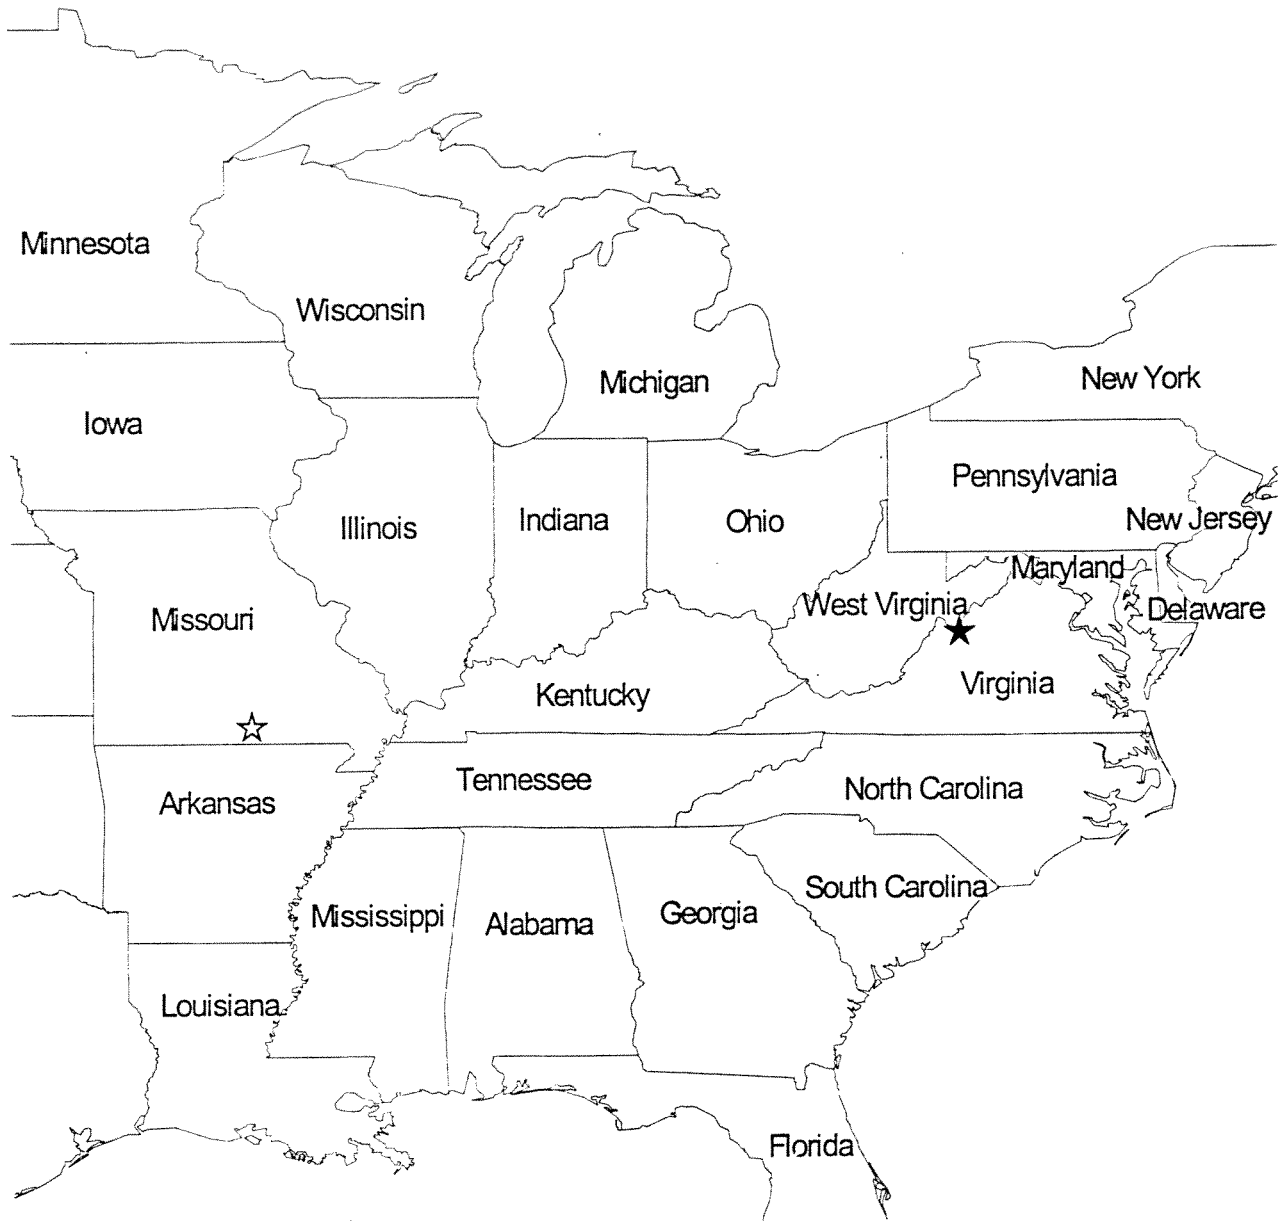 Minnesota
Wisconsin
Michigan
New York
Iowa
Pennsylvania
Illinois
Indiana
Ohio
New Jersey
Maryland
West Virginia
Delaware
Missouri
Kentucky
Virginia
Tennessee
North Carolina
Arkansas
South Carolina
Mississippi
Alabama
Georgia
Louisiana
Florida